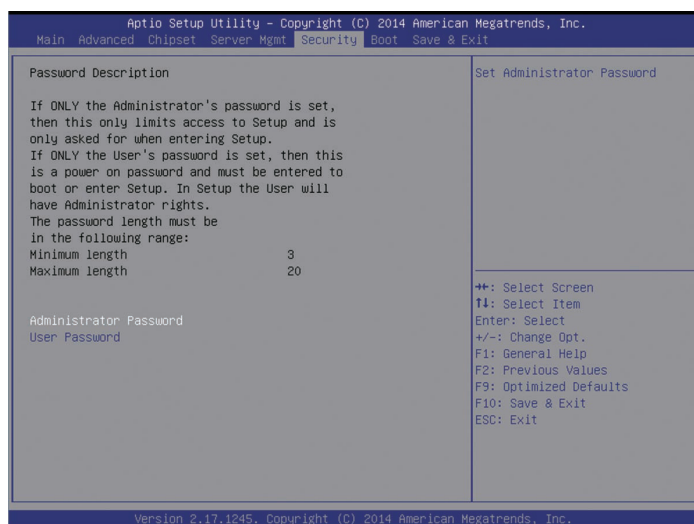 Aptio Setup Utility – Copyright (C) 2014 American Megatrends, Inc.
Main Advanced Chipset Server Mgmt Security Boot Save & Exit
Password Description
If ONLY the Administrator's password is set,
then this only limits access to Setup and is
only asked for when entering Setup.
If ONLY the User's password is set, then this
is a power on password and must be entered to
boot or enter Setup. In Setup the User will
have Administrator rights.
The password length must be
in the following range:
Minimum length 3
Maximum length 20
Administrator Password
User Password
Set Administrator Password
→←: Select Screen
↑↓: Select Item
Enter: Select
+/-: Change Opt.
F1: General Help
F2: Previous Values
F9: Optimized Defaults
F10: Save & Exit
ESC: Exit
Version 2.17.1245. Copyright (C) 2014 American Megatrends, Inc.